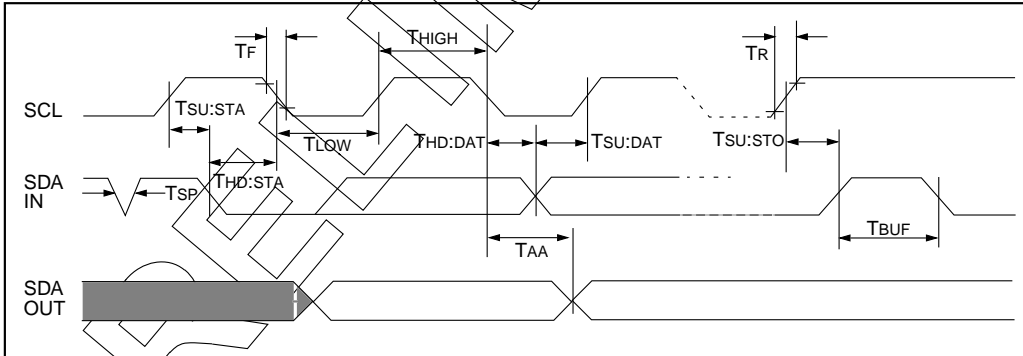 TF
THIGH
TR
SCL
TSU:STA
TLOW
THD:DAT
TSU:DAT
TSU:STO
SDA
IN
TSP
THD:STA
TAA
TBUF
SDA
OUT